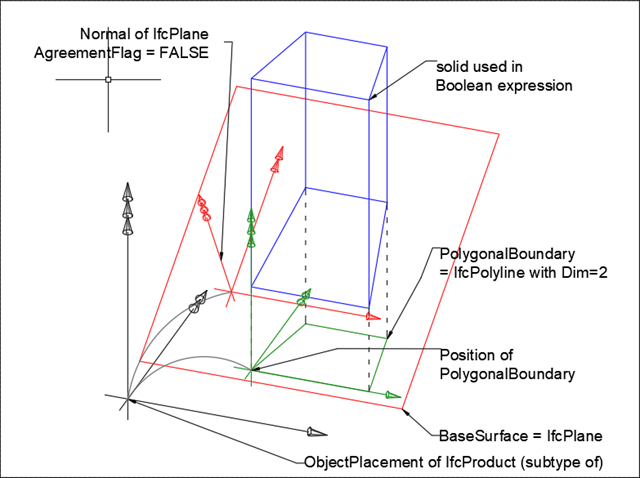 Normal of IfcPlane
AgreementFlag = FALSE
solid used in
Boolean expression
PolygonalBoundary
= IfcPolyline with Dim=2
Position of
PolygonalBoundary
BaseSurface = IfcPlane
ObjectPlacement of IfcProduct (subtype of)